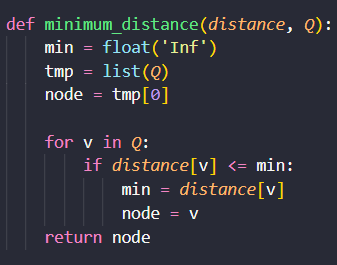 def minimum_distance(distance, Q):
    min = float('Inf')
    tmp = list(Q)
    node = tmp[0]

    for v in Q:
        if distance[v] <= min:
            min = distance[v]
            node = v
    return node